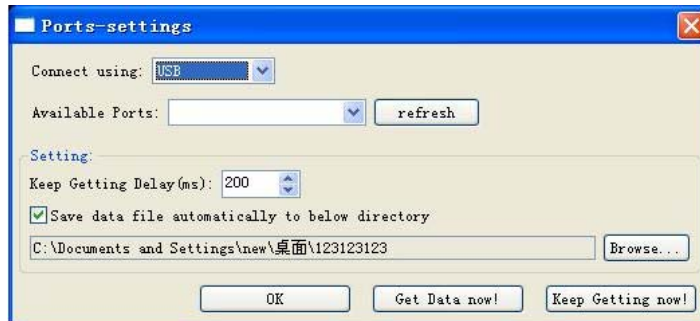 Ports-settings
Connect using: USB
Available Ports: refresh
Setting:
Keep Getting Delay(ms): 200
Save data file automatically to below directory
C:\Documents and Settings\new\桌面\123123123 Browse...
OK Get Data now! Keep Getting now!